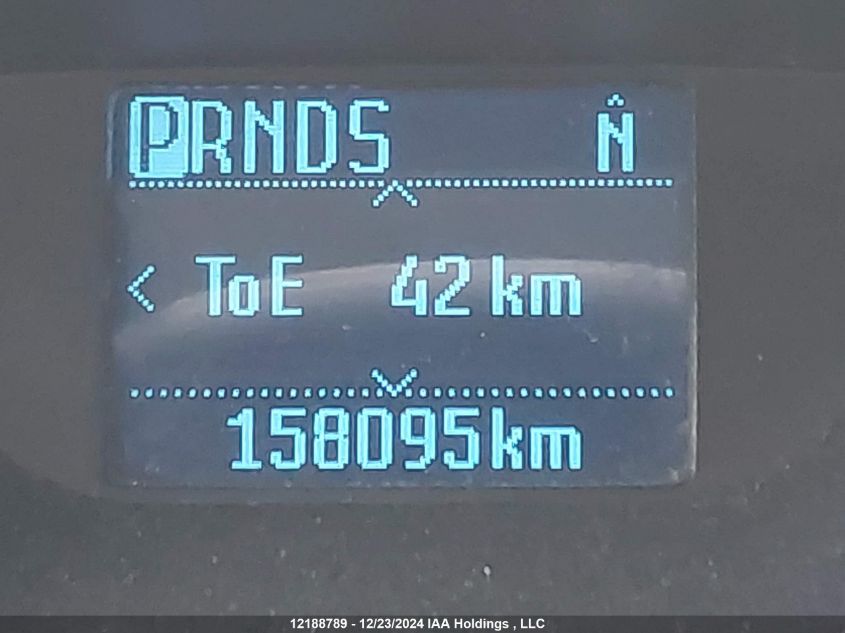 PRNDS N
< ToE 42 km
158095km
12188789 - 12/23/2024 IAA Holdings , LLC